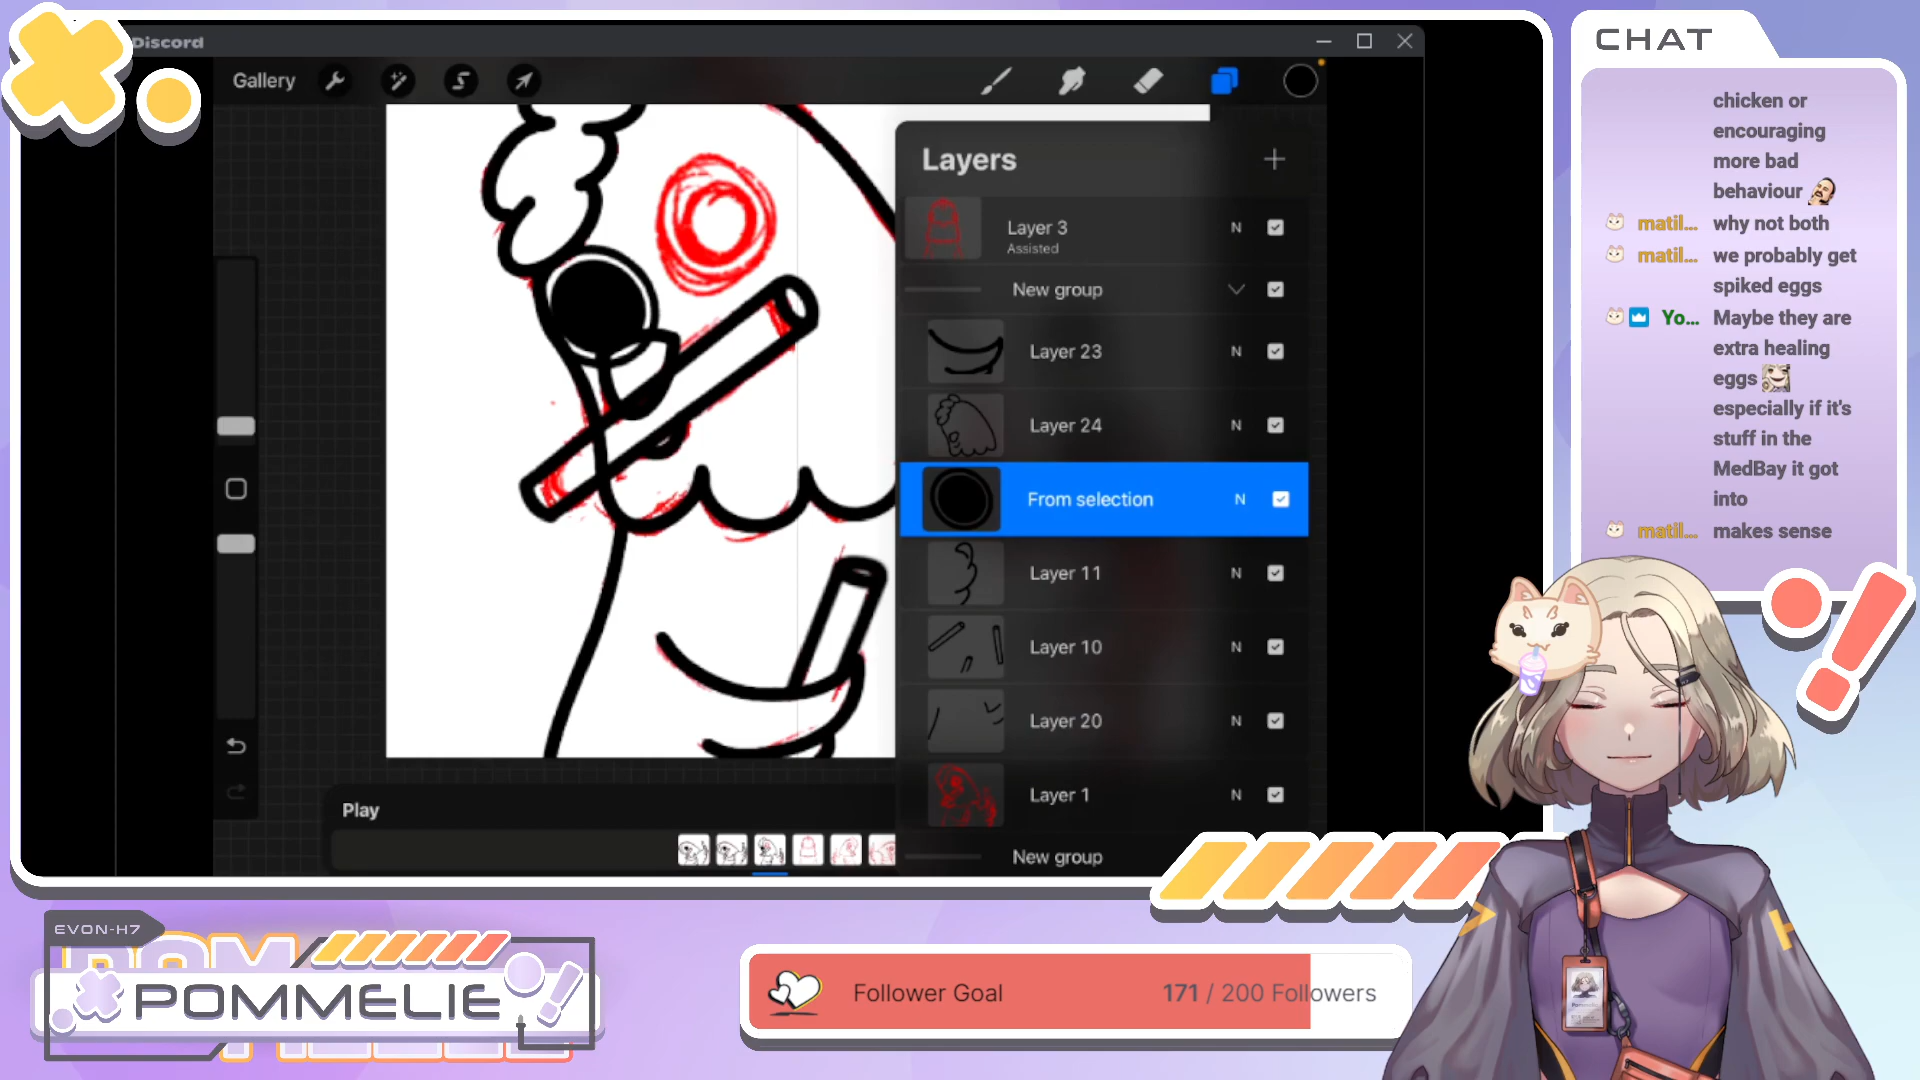 Discord
Gallery
Layers
Layer 3
N
Assisted
New group
Layer 23
N
Layer 24
N
From selection
N
Layer 11
N
Layer 10
N
Layer 20
N
Layer 1
N
New group
Play
CHAT
chicken or
encouraging
more bad
behaviour
matil... why not both
matil... we probably get
spiked eggs
Yo... Maybe they are
extra healing
eggs
especially if it's
stuff in the
MedBay it got
into
matil... makes sense
EVON-H7
POMMELIE
Follower Goal
171 / 200 Followers